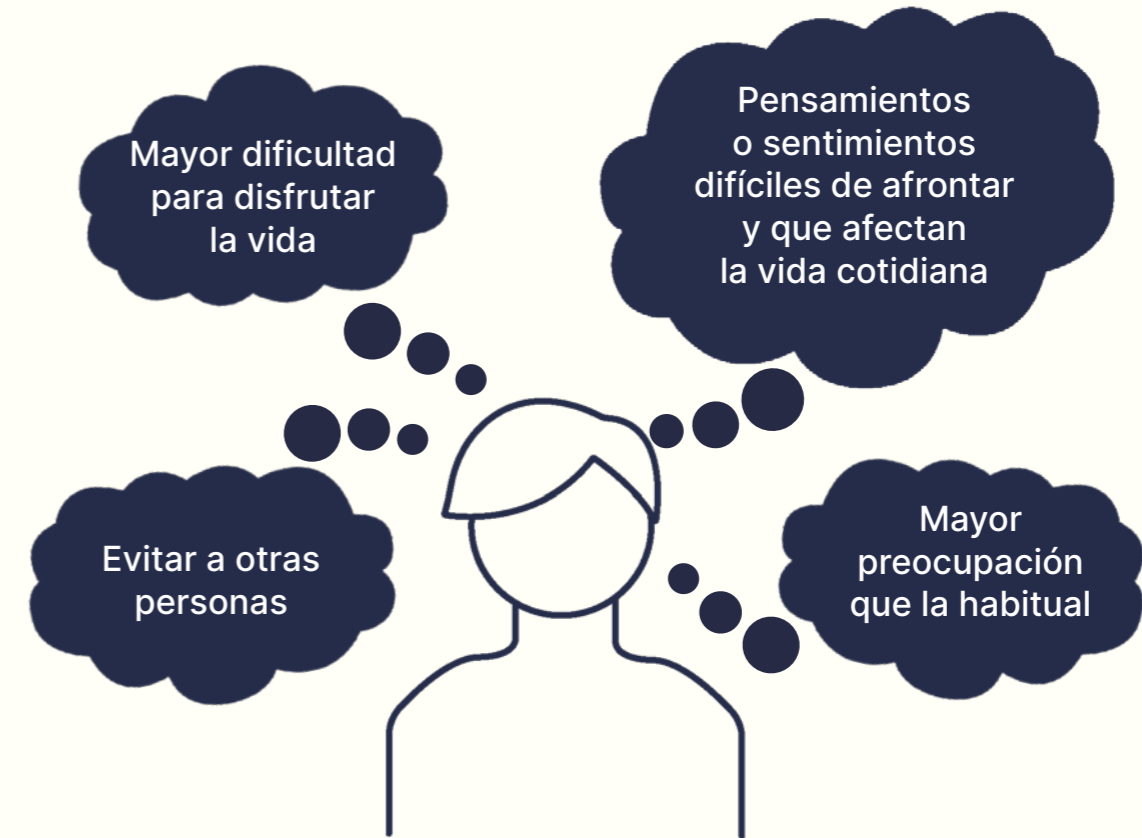 Mayor dificultad
para disfrutar
la vida
Pensamientos
o sentimientos
difíciles de afrontar
y que afectan
la vida cotidiana
Evitar a otras
personas
Mayor
preocupación
que la habitual